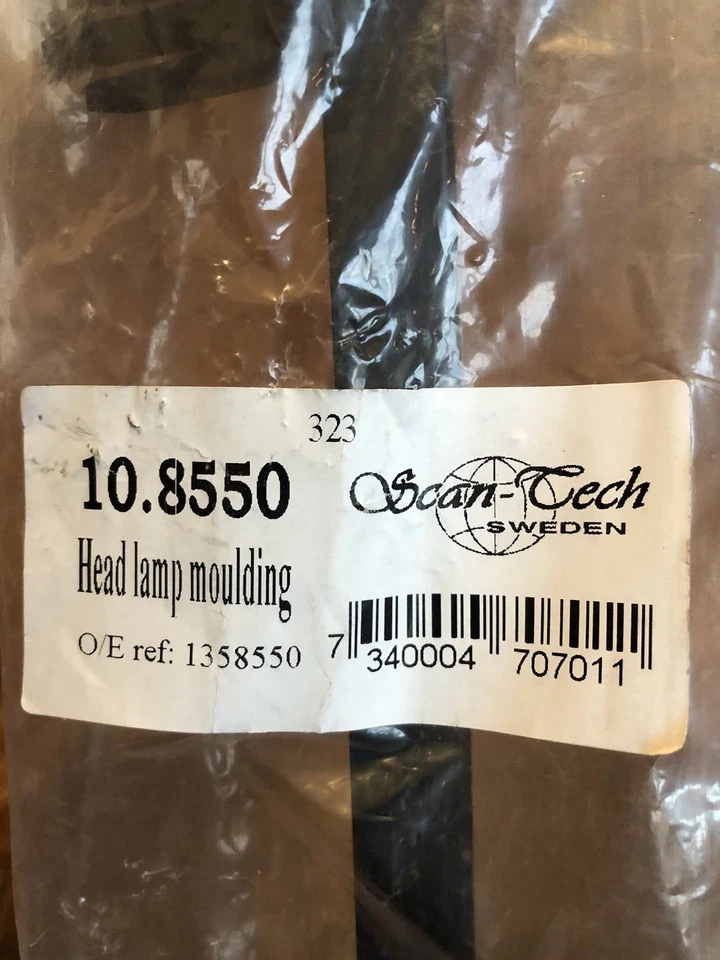 323
10.8550
Scan-Tech
SWEDEN
Head lamp moulding
O/E ref: 1358550
7 340004 707011